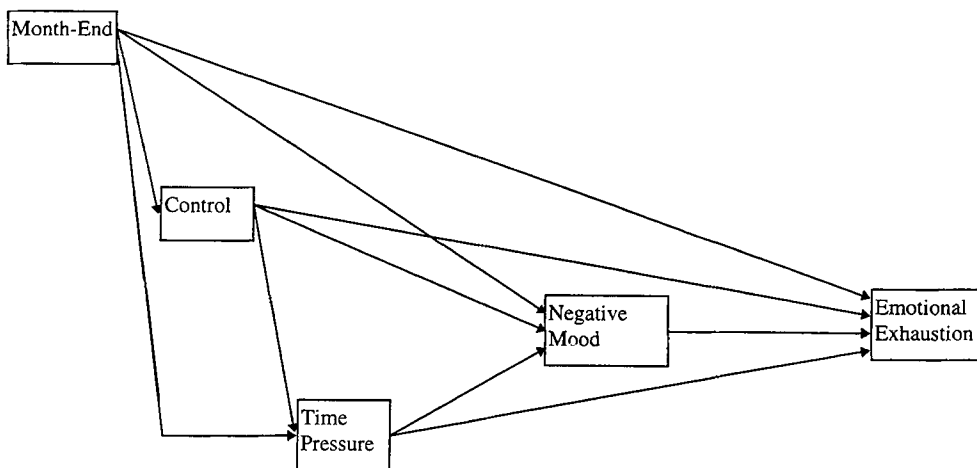 Month-End
Control
Negative
Mood
Emotional
Exhaustion
Time
Pressure